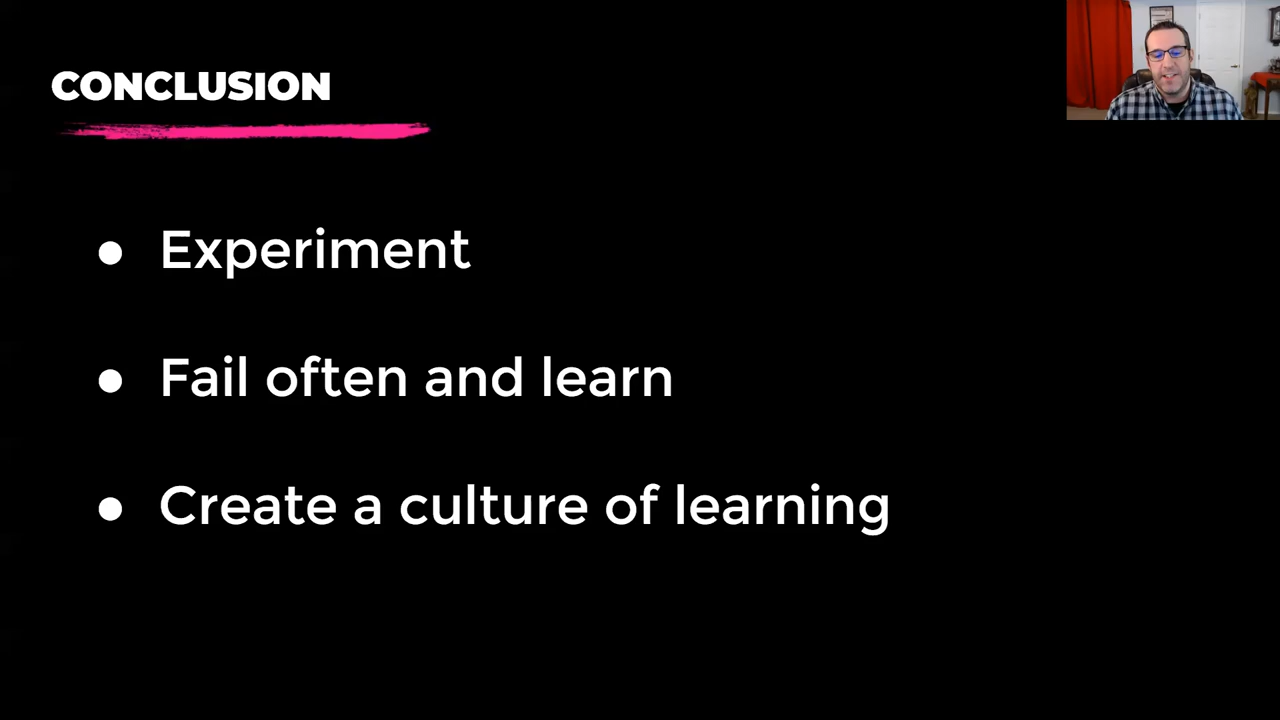 CONCLUSION
● Experiment
● Fail often and learn
● Create a culture of learning